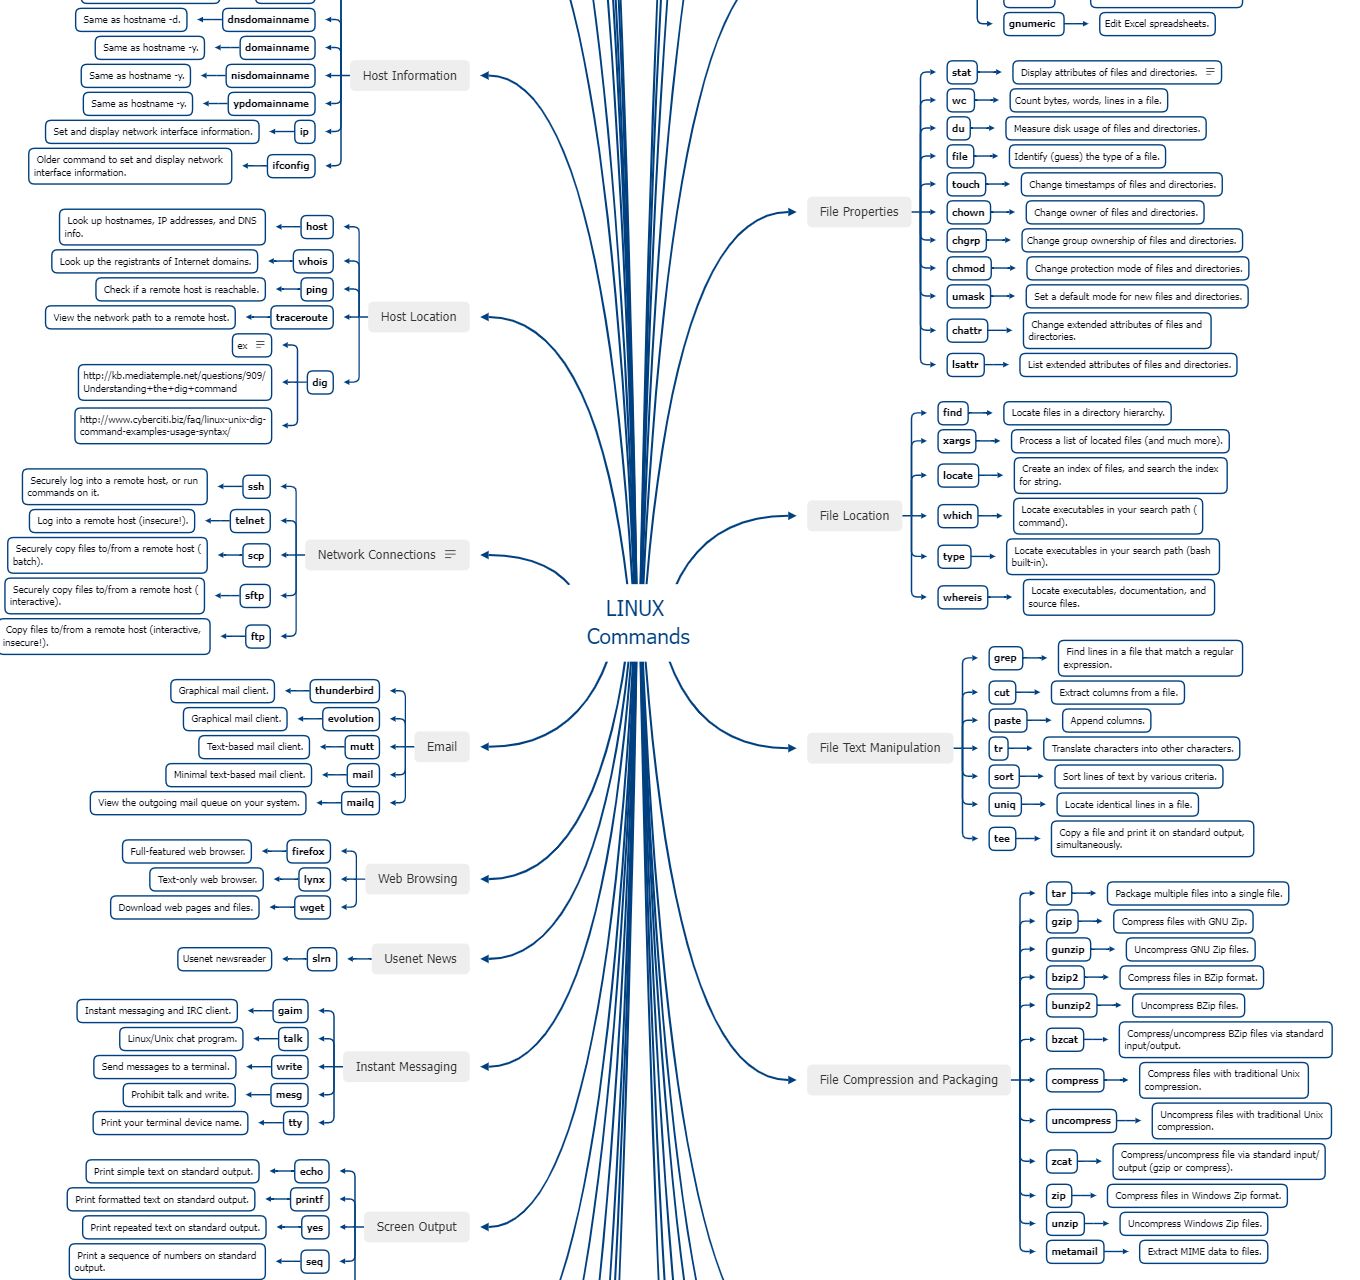 Same as hostname -d.
dnsdomainname
Same as hostname -y.
domainname
Same as hostname -y.
nisdomainname
Same as hostname -y.
ypdomainname
Set and display network interface information.
ip
Older command to set and display network
interface information.
ifconfig
Host Information
Look up hostnames, IP addresses, and DNS
info.
host
Look up the registrants of Internet domains.
whois
Check if a remote host is reachable.
ping
View the network path to a remote host.
traceroute
ex
http://kb.mediatemple.net/questions/909/
Understanding+the+dig+command
http://www.cyberciti.biz/faq/linux-unix-dig-
command-examples-usage-syntax/
dig
Host Location
Securely log into a remote host, or run
commands on it.
ssh
Log into a remote host (insecure!).
telnet
Securely copy files to/from a remote host (
batch).
scp
Securely copy files to/from a remote host (
interactive).
sftp
Copy files to/from a remote host (interactive,
insecure!).
ftp
Network Connections
LINUX
Commands
Graphical mail client.
thunderbird
Graphical mail client.
evolution
Text-based mail client.
mutt
Minimal text-based mail client.
mail
View the outgoing mail queue on your system.
mailq
Email
Full-featured web browser.
firefox
Text-only web browser.
lynx
Download web pages and files.
wget
Web Browsing
Usenet newsreader
slrn
Usenet News
Instant messaging and IRC client.
gaim
Linux/Unix chat program.
talk
Send messages to a terminal.
write
Prohibit talk and write.
mesg
Print your terminal device name.
tty
Instant Messaging
Print simple text on standard output.
echo
Print formatted text on standard output.
printf
Print repeated text on standard output.
yes
Print a sequence of numbers on standard
output.
seq
Screen Output
gnumeric
Edit Excel spreadsheets.
File Properties
stat
Display attributes of files and directories.
wc
Count bytes, words, lines in a file.
du
Measure disk usage of files and directories.
file
Identify (guess) the type of a file.
touch
Change timestamps of files and directories.
chown
Change owner of files and directories.
chgrp
Change group ownership of files and directories.
chmod
Change protection mode of files and directories.
umask
Set a default mode for new files and directories.
chattr
Change extended attributes of files and
directories.
lsattr
List extended attributes of files and directories.
File Location
find
Locate files in a directory hierarchy.
xargs
Process a list of located files (and much more).
locate
Create an index of files, and search the index
for string.
which
Locate executables in your search path (
command).
type
Locate executables in your search path (bash
built-in).
whereis
Locate executables, documentation, and
source files.
File Text Manipulation
grep
Find lines in a file that match a regular
expression.
cut
Extract columns from a file.
paste
Append columns.
tr
Translate characters into other characters.
sort
Sort lines of text by various criteria.
uniq
Locate identical lines in a file.
tee
Copy a file and print it on standard output,
simultaneously.
File Compression and Packaging
tar
Package multiple files into a single file.
gzip
Compress files with GNU Zip.
gunzip
Uncompress GNU Zip files.
bzip2
Compress files in BZip format.
bunzip2
Uncompress BZip files.
bzcat
Compress/uncompress BZip files via standard
input/output.
compress
Compress files with traditional Unix
compression.
uncompress
Uncompress files with traditional Unix
compression.
zcat
Compress/uncompress file via standard input/
output (gzip or compress).
zip
Compress files in Windows Zip format.
unzip
Uncompress Windows Zip files.
metamail
Extract MIME data to files.